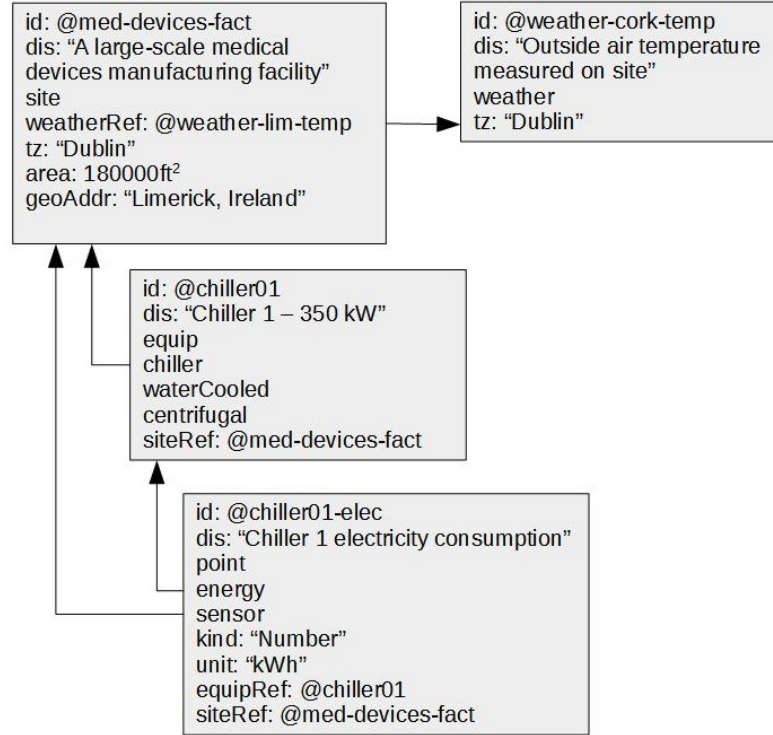 id: @med-devices-fact
dis: “A large-scale medical
devices manufacturing facility”
site
weatherRef: @weather-lim-temp
tz: “Dublin”
area: 180000ft²
geoAddr: “Limerick, Ireland”
id: @weather-cork-temp
dis: “Outside air temperature
measured on site”
weather
tz: “Dublin”
id: @chiller01
dis: “Chiller 1 – 350 kW”
equip
chiller
waterCooled
centrifugal
siteRef: @med-devices-fact
id: @chiller01-elec
dis: “Chiller 1 electricity consumption”
point
energy
sensor
kind: “Number”
unit: “kWh”
equipRef: @chiller01
siteRef: @med-devices-fact